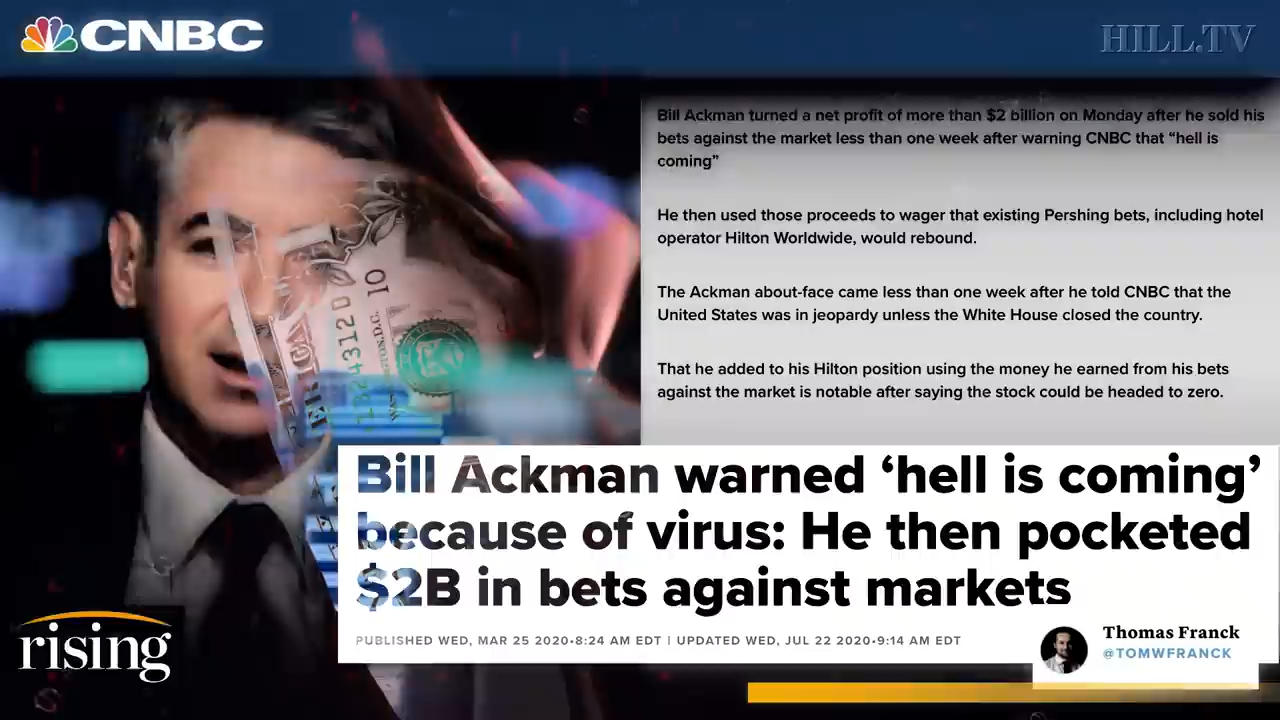 CNBC
HILL.TV
Bill Ackman turned a net profit of more than $2 billion on Monday after he sold his
bets against the market less than one week after warning CNBC that “hell is
coming”
He then used those proceeds to wager that existing Pershing bets, including hotel
operator Hilton Worldwide, would rebound.
The Ackman about-face came less than one week after he told CNBC that the
United States was in jeopardy unless the White House closed the country.
That he added to his Hilton position using the money he earned from his bets
against the market is notable after saying the stock could be headed to zero.
Bill Ackman warned ‘hell is coming’
because of virus: He then pocketed
$2B in bets against markets
PUBLISHED WED, MAR 25 2020•8:24 AM EDT | UPDATED WED, JUL 22 2020•9:14 AM EDT
Thomas Franck
@TOMWFRANCK
rising